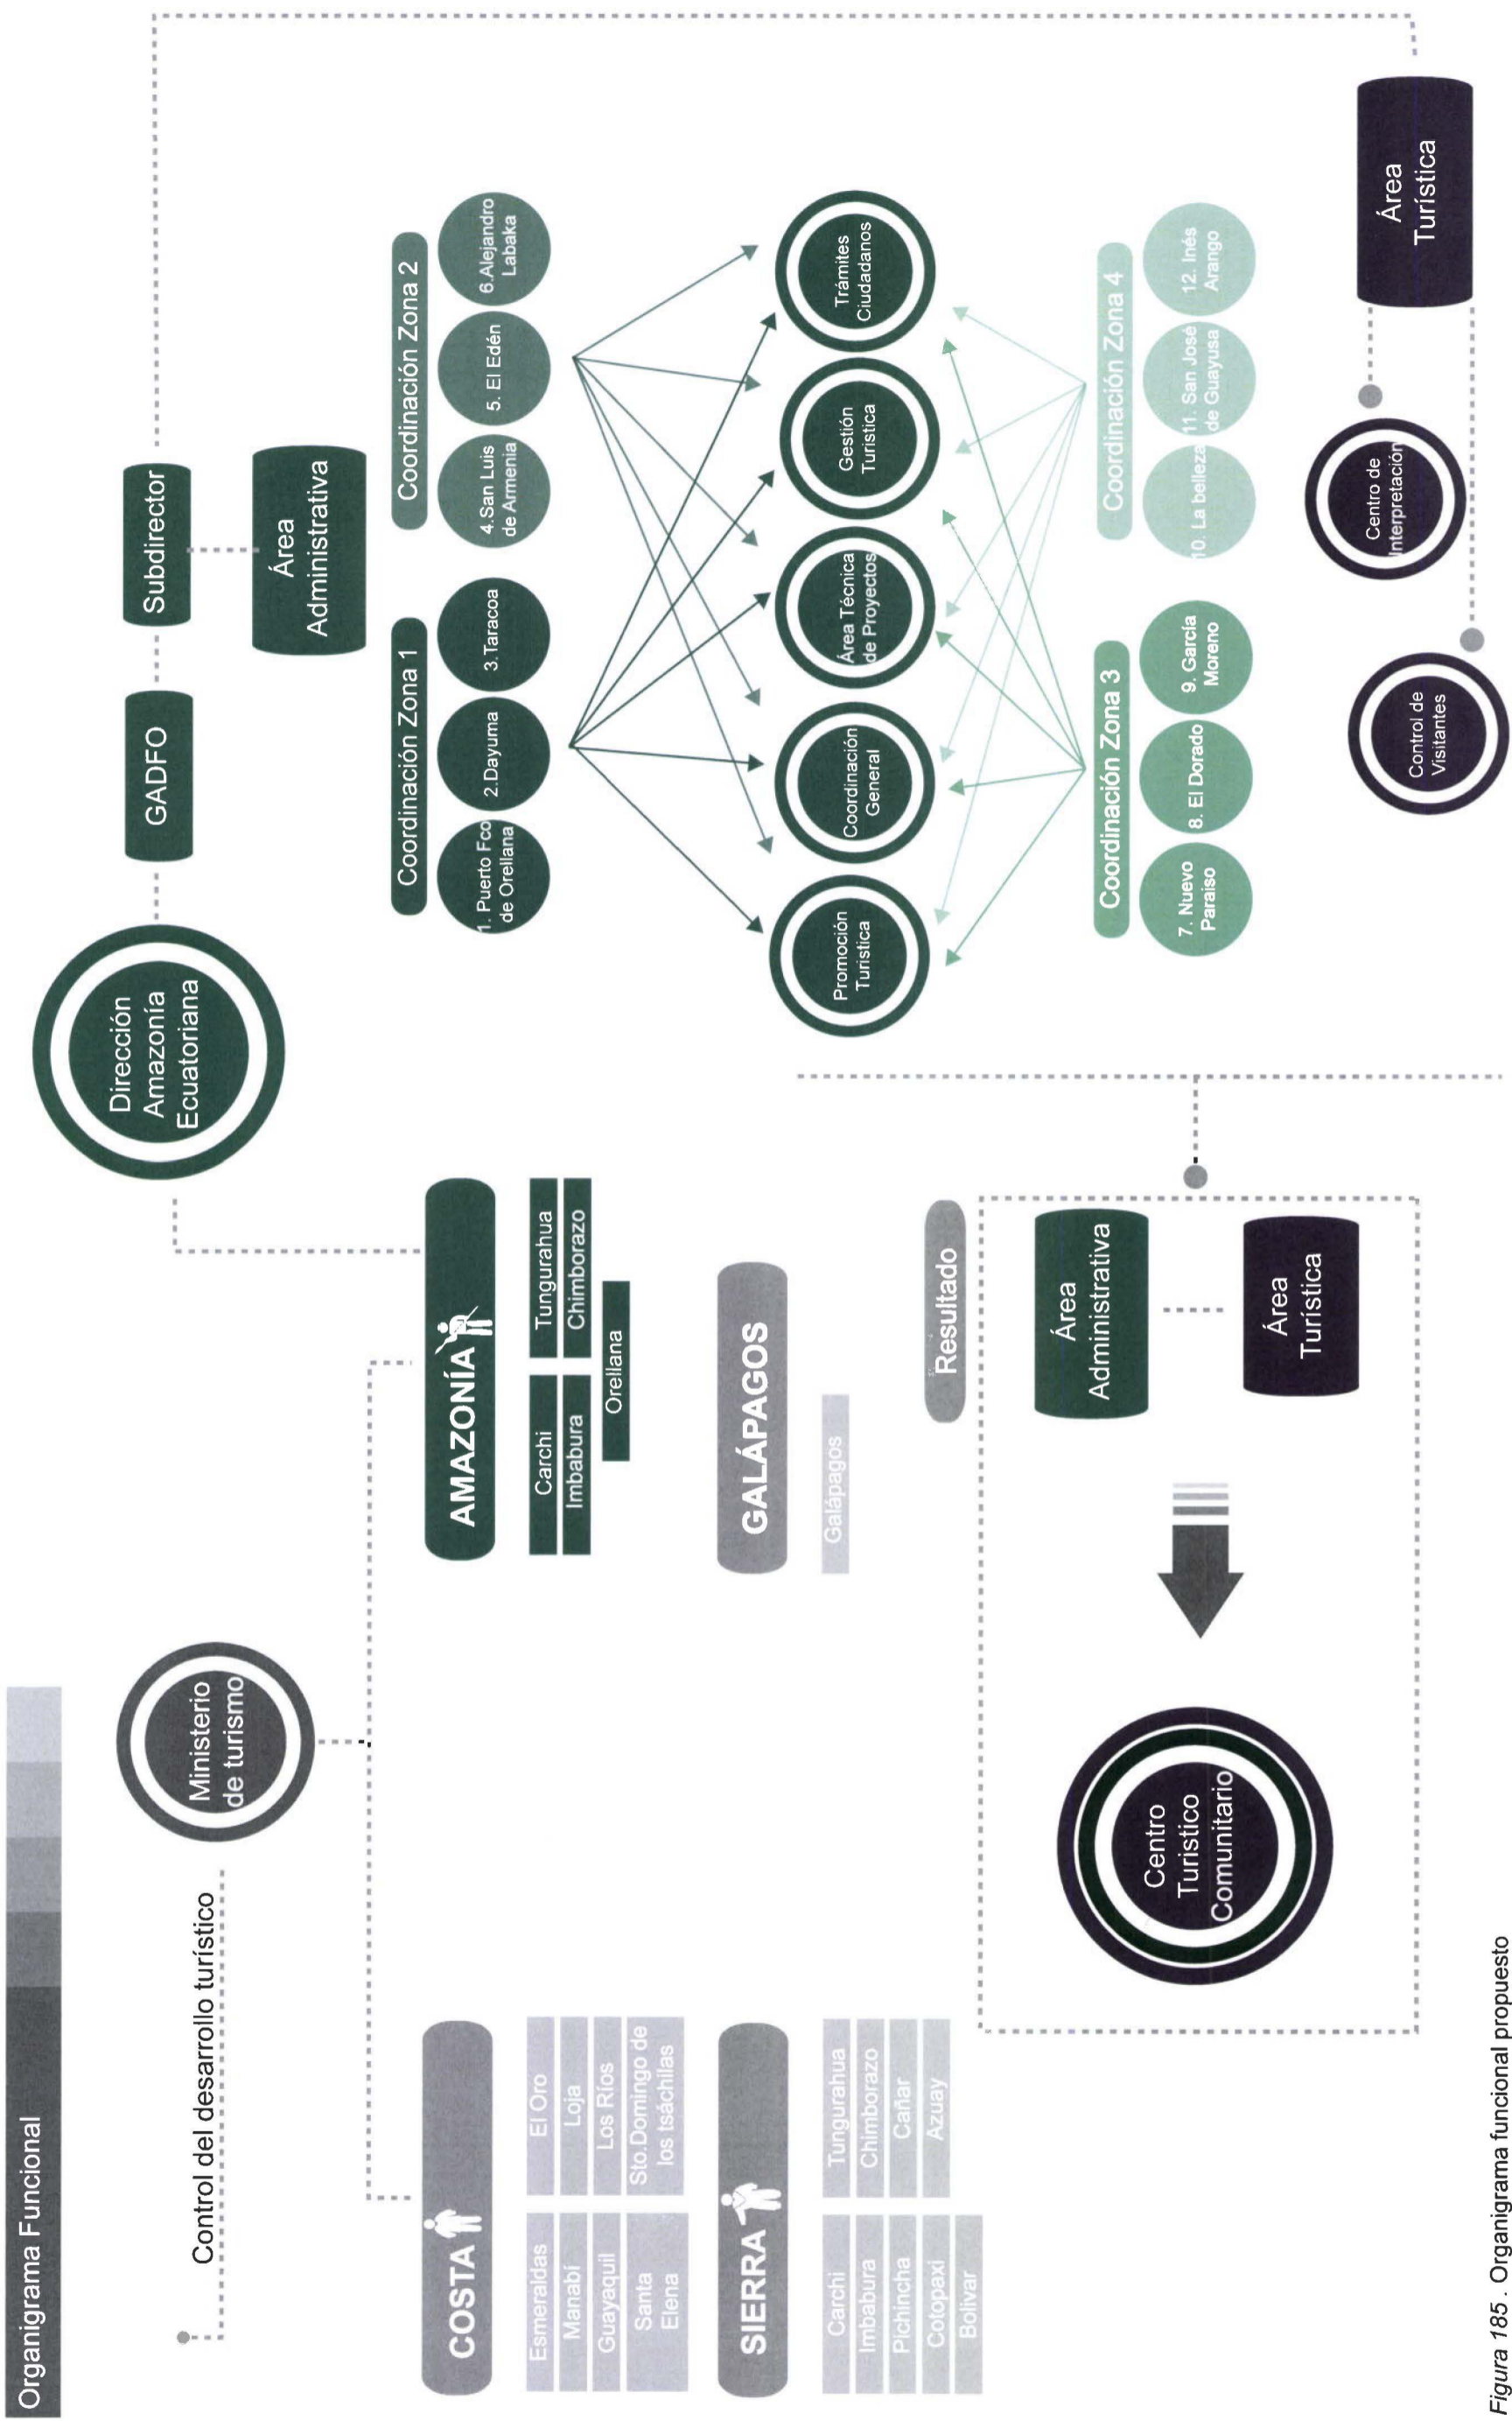 Organigrama Funcional
Control del desarrollo turístico
Ministerio
de turismo
COSTA
Esmeraldas
El Oro
Manabí
Loja
Guayaquil
Los Ríos
Santa
Elena
Sto.Domingo de
los tsáchilas
SIERRA
Carchi
Tungurahua
Imbabura
Chimborazo
Pichincha
Cañar
Cotopaxi
Azuay
Bolivar
AMAZONÍA
Carchi
Tungurahua
Imbabura
Chimborazo
Orellana
GALÁPAGOS
Galápagos
Resultado
Centro
Turistico
Comunitario
Área
Administrativa
Área
Turística
Dirección
Amazonía
Ecuatoriana
GADFO
Subdirector
Área
Administrativa
Coordinación Zona 1
1. Puerto Fco
de Orellana
2.Dayuma
3.Taracoa
Coordinación Zona 2
4.San Luis
de Armenia
5. El Edén
6.Alejandro
Labaka
Promoción
Turistica
Coordinación
General
Área Técnica
de Proyectos
Gestión
Turistica
Trámites
Ciudadanos
Coordinación Zona 3
7. Nuevo
Paraiso
8. El Dorado
9. García
Moreno
Coordinación Zona 4
10. La belleza
11. San José
de Guayusa
12. Inés
Arango
Control de
Visitantes
Centro de
Interpretación
Área
Turística
Figura 185 . Organigrama funcional propuesto